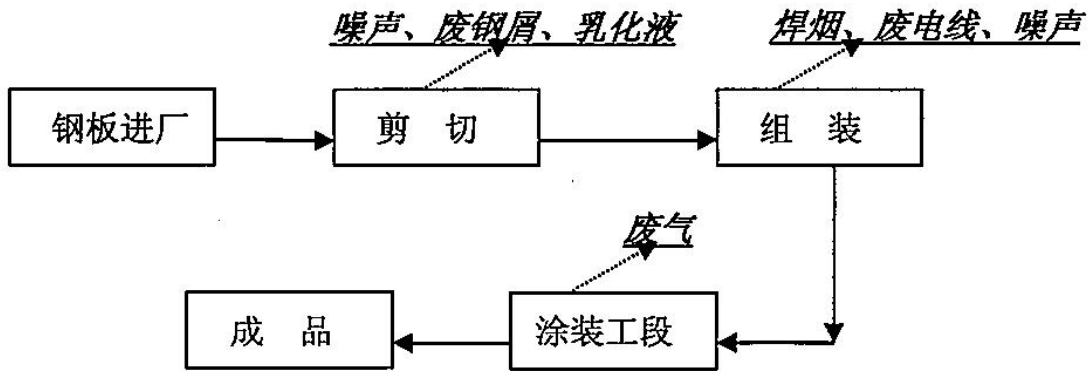 噪声、废钢屑、乳化液
焊烟、废电线、噪声
钢板进厂
剪 切
组 装
废气
成 品
涂装工段